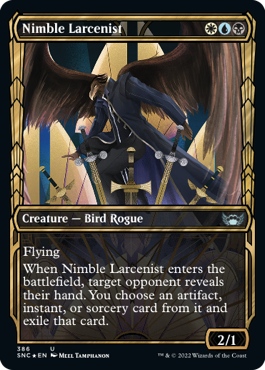 Nimble Larcenist
Creature — Bird Rogue
Flying
When Nimble Larcenist enters the
battlefield, target opponent reveals
their hand. You choose an artifact,
instant, or sorcery card from it and
exile that card.
2/1
386 U
SNC ★ EN MEEL TAMPHANON
™ & © 2022 Wizards of the Coast